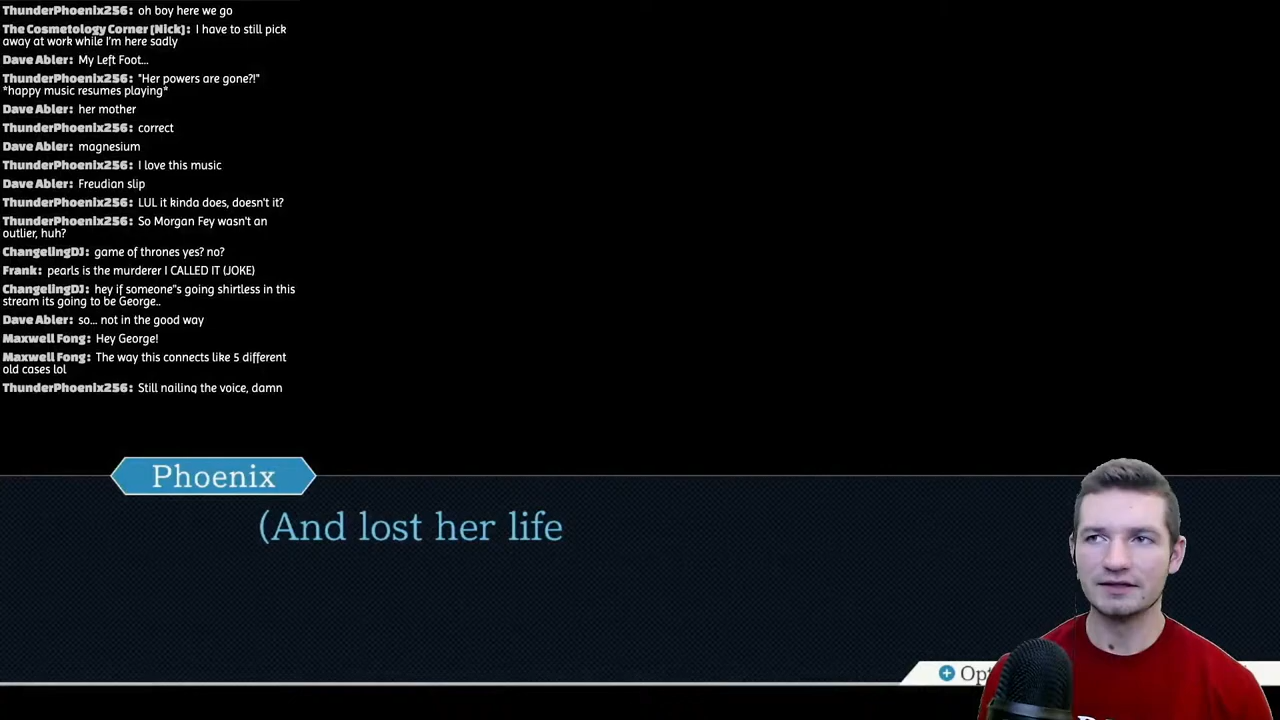 ThunderPhoenix256: oh boy here we go
The Cosmetology Corner (Nick): I have to still pick
away at work while I'm here sadly
Dave Abler: My Left Foot...
ThunderPhoenix256: "Her powers are gone?!"
*happy music resumes playing*
Dave Abler: her mother
ThunderPhoenix256: correct
Dave Abler: magnesium
ThunderPhoenix256: I love this music
Dave Abler: Freudian slip
ThunderPhoenix256: LUL it kinda does, doesn't it?
ThunderPhoenix256: So Morgan Fey wasn't an
outlier, huh?
ChangelingDJ: game of thrones yes? no?
Frank: pearls is the murderer I CALLED IT (JOKE)
ChangelingDJ: hey if someone"s going shirtless in this
stream its going to be George..
Dave Abler: so... not in the good way
Maxwell Fong: Hey George!
Maxwell Fong: The way this connects like 5 different
old cases lol
ThunderPhoenix256: Still nailing the voice, damn
Phoenix
(And lost her life